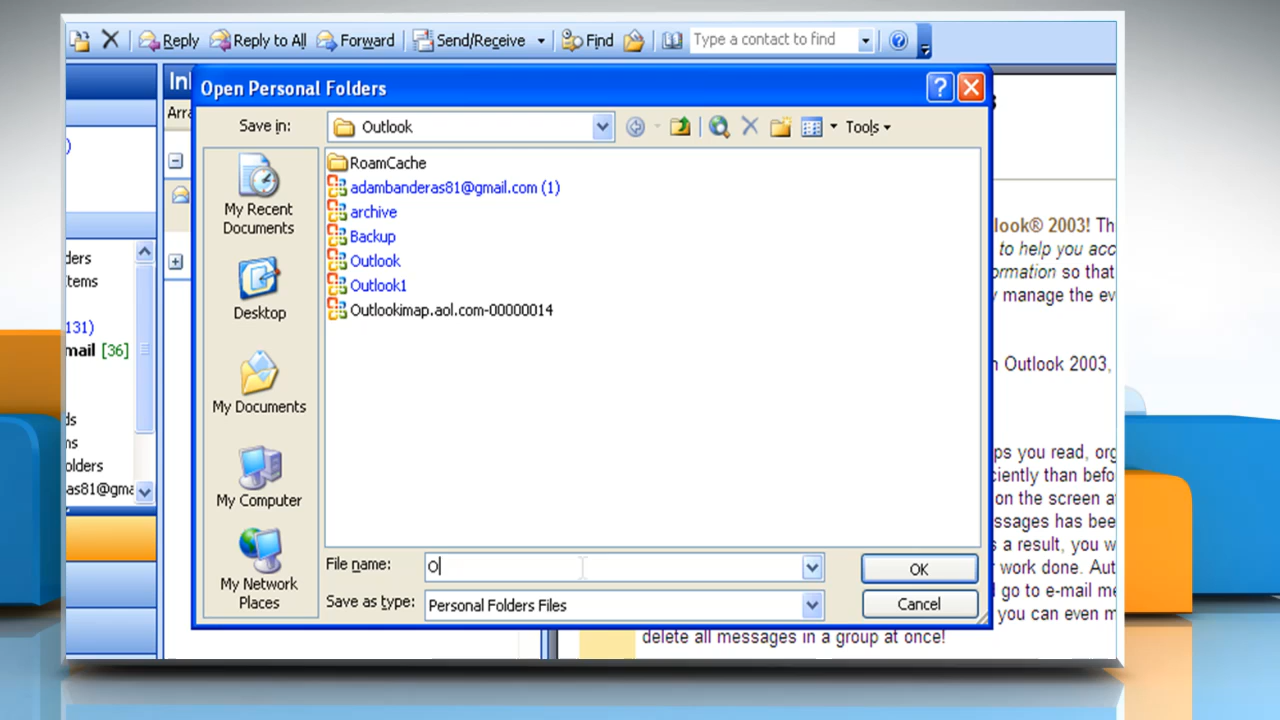 Reply Reply to All Forward Send/Receive Find Type a contact to find
Open Personal Folders
Save in: Outlook Tools
RoamCache
adambanderas81@gmail.com (1)
archive
Backup
Outlook
Outlook1
Outlookimap.aol.com-00000014
My Recent
Documents
Desktop
My Documents
My Computer
My Network
Places
File name: O
OK
Save as type: Personal Folders Files
Cancel
Inb
Arra
)
ders
tems
(131)
mail [36]
ds
ms
olders
as81@gma
look® 2003! Th
to help you acc
ormation so that
y manage the ev
n Outlook 2003,
ps you read, org
ciently than befo
on the screen a
ssages has bee
s a result, you w
work done. Aut
l go to e-mail me
you can even m
delete all messages in a group at once!